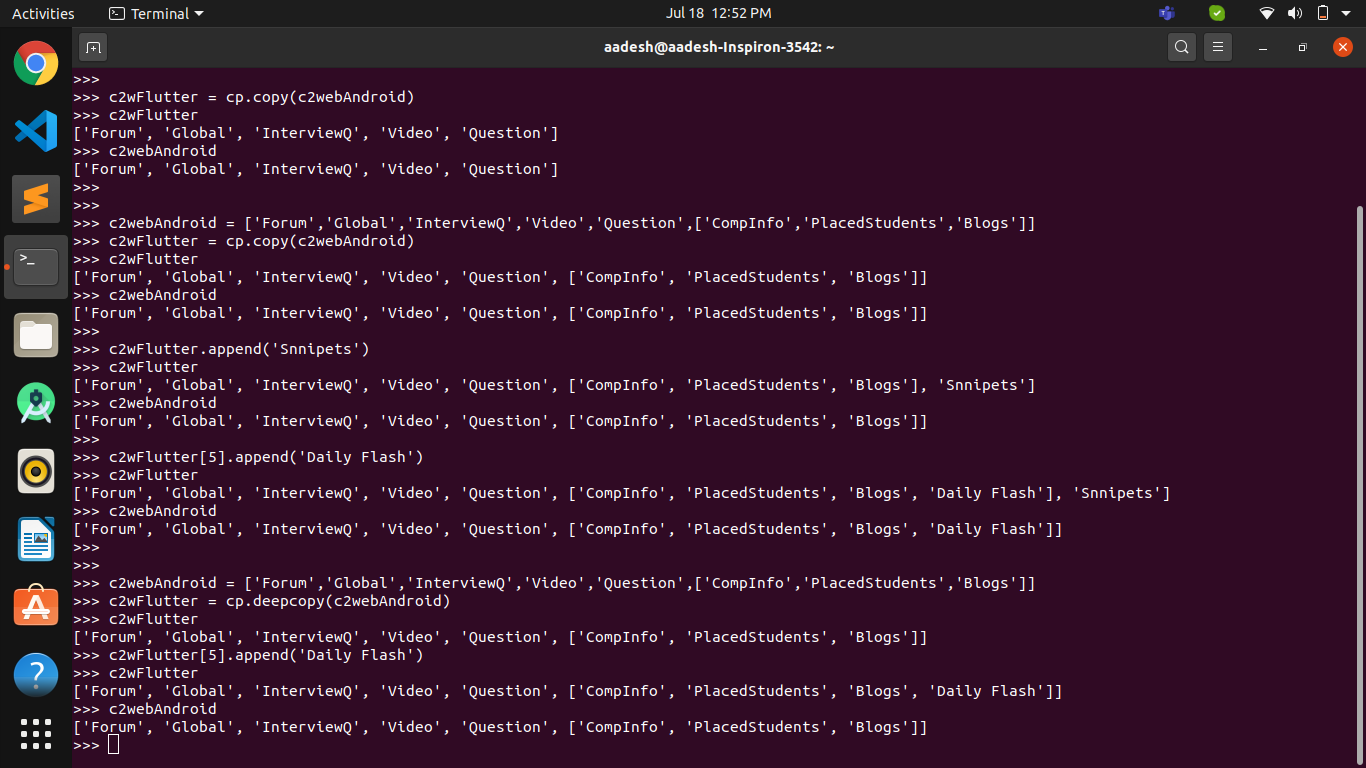 Activities Terminal Jul 18 12:52 PM
aadesh@aadesh-Inspiron-3542: ~
>>>
>>> c2wFlutter = cp.copy(c2webAndroid)
>>> c2wFlutter
['Forum', 'Global', 'InterviewQ', 'Video', 'Question']
>>> c2webAndroid
['Forum', 'Global', 'InterviewQ', 'Video', 'Question']
>>>
>>>
>>> c2webAndroid = ['Forum','Global','InterviewQ','Video','Question',['CompInfo','PlacedStudents','Blogs']]
>>> c2wFlutter = cp.copy(c2webAndroid)
>>> c2wFlutter
['Forum', 'Global', 'InterviewQ', 'Video', 'Question', ['CompInfo', 'PlacedStudents', 'Blogs']]
>>> c2webAndroid
['Forum', 'Global', 'InterviewQ', 'Video', 'Question', ['CompInfo', 'PlacedStudents', 'Blogs']]
>>>
>>> c2wFlutter.append('Snnipets')
>>> c2wFlutter
['Forum', 'Global', 'InterviewQ', 'Video', 'Question', ['CompInfo', 'PlacedStudents', 'Blogs'], 'Snnipets']
>>> c2webAndroid
['Forum', 'Global', 'InterviewQ', 'Video', 'Question', ['CompInfo', 'PlacedStudents', 'Blogs']]
>>>
>>> c2wFlutter[5].append('Daily Flash')
>>> c2wFlutter
['Forum', 'Global', 'InterviewQ', 'Video', 'Question', ['CompInfo', 'PlacedStudents', 'Blogs', 'Daily Flash'], 'Snnipets']
>>> c2webAndroid
['Forum', 'Global', 'InterviewQ', 'Video', 'Question', ['CompInfo', 'PlacedStudents', 'Blogs', 'Daily Flash']]
>>>
>>>
>>> c2webAndroid = ['Forum','Global','InterviewQ','Video','Question',['CompInfo','PlacedStudents','Blogs']]
>>> c2wFlutter = cp.deepcopy(c2webAndroid)
>>> c2wFlutter
['Forum', 'Global', 'InterviewQ', 'Video', 'Question', ['CompInfo', 'PlacedStudents', 'Blogs']]
>>> c2wFlutter[5].append('Daily Flash')
>>> c2wFlutter
['Forum', 'Global', 'InterviewQ', 'Video', 'Question', ['CompInfo', 'PlacedStudents', 'Blogs', 'Daily Flash']]
>>> c2webAndroid
['Forum', 'Global', 'InterviewQ', 'Video', 'Question', ['CompInfo', 'PlacedStudents', 'Blogs']]
>>>